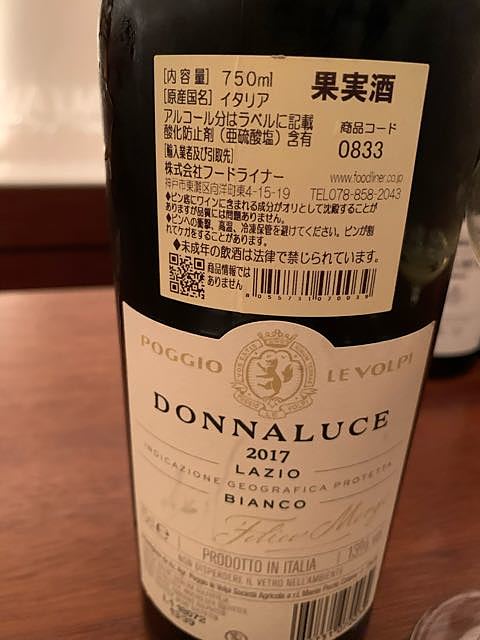 [内容量] 750ml 果実酒
[原産国名] イタリア
アルコール分はラベルに記載 商品コード
酸化防止剤(亜硫酸塩)含有 0833
[輸入業者及び引取先]
株式会社フードライナー www.foodliner.co.jp
神戸市東灘区向洋町東4-15-19 TEL078-858-2043
◆ビン底にワインに含まれる成分がオリとして沈殿することが
ありますが品質には問題ありません。
◆ビンへの衝撃、高温、冷凍保管を避けてください。ビンが割
れてケガをすることがあります。
◆未成年の飲酒は法律で禁じられています。
商品情報では
ありません
8055731070039
POGGIO LE VOLPI
DONNALUCE
2017
LAZIO
INDICAZIONE GEOGRAFICA PROTETTA
BIANCO
Felice Mergè
PRODOTTO IN ITALIA
NON DISPERDERE IL VETRO NELL'AMBIENTE